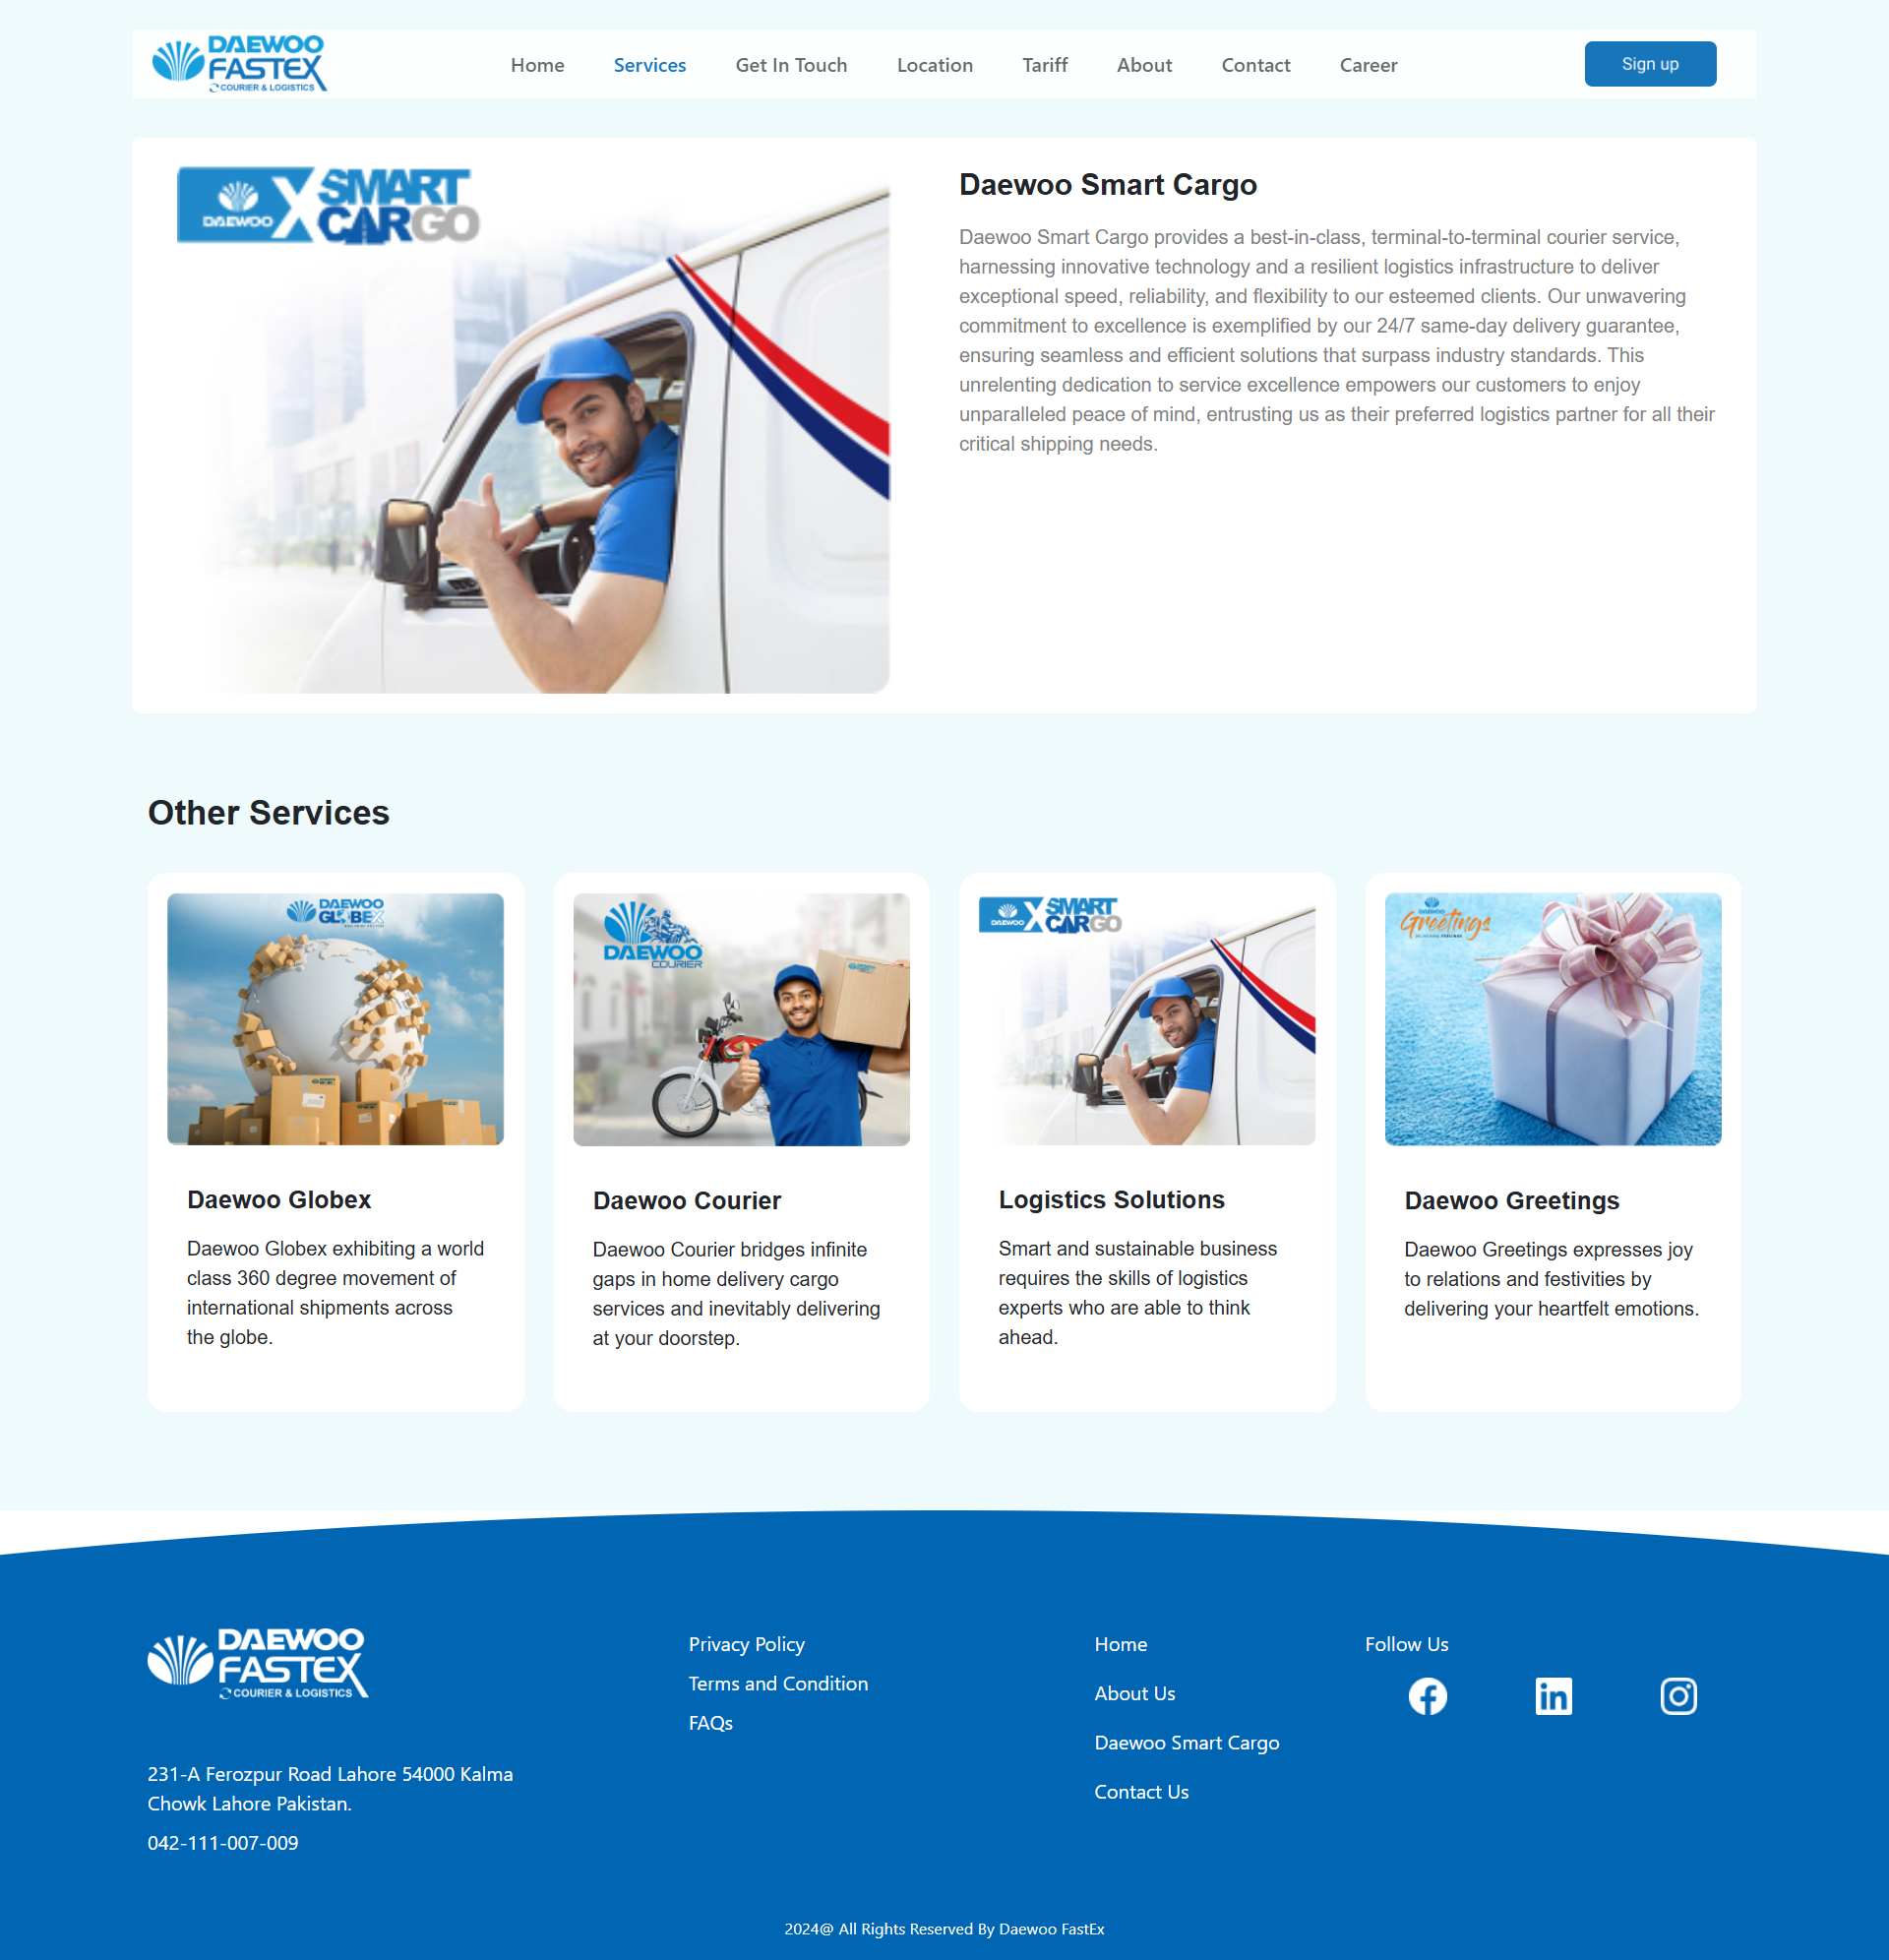 DAEWOO
FASTEX
COURIER & LOGISTICS
Home
Services
Get In Touch
Location
Tariff
About
Contact
Career
Sign up
DAEWOO
X SMART
CARGO
Daewoo Smart Cargo
Daewoo Smart Cargo provides a best-in-class, terminal-to-terminal courier service,
harnessing innovative technology and a resilient logistics infrastructure to deliver
exceptional speed, reliability, and flexibility to our esteemed clients. Our unwavering
commitment to excellence is exemplified by our 24/7 same-day delivery guarantee,
ensuring seamless and efficient solutions that surpass industry standards. This
unrelenting dedication to service excellence empowers our customers to enjoy
unparalleled peace of mind, entrusting us as their preferred logistics partner for all their
critical shipping needs.
Other Services
DAEWOO
GLOBEX
Daewoo Globex
Daewoo Globex exhibiting a world
class 360 degree movement of
international shipments across
the globe.
DAEWOO
COURIER
Daewoo Courier
Daewoo Courier bridges infinite
gaps in home delivery cargo
services and inevitably delivering
at your doorstep.
DAEWOO
X SMART
CARGO
Logistics Solutions
Smart and sustainable business
requires the skills of logistics
experts who are able to think
ahead.
DAEWOO
Greetings
Daewoo Greetings
Daewoo Greetings expresses joy
to relations and festivities by
delivering your heartfelt emotions.
DAEWOO
FASTEX
COURIER & LOGISTICS
231-A Ferozpur Road Lahore 54000 Kalma
Chowk Lahore Pakistan.
042-111-007-009
Privacy Policy
Terms and Condition
FAQs
Home
About Us
Daewoo Smart Cargo
Contact Us
Follow Us
2024@ All Rights Reserved By Daewoo FastEx